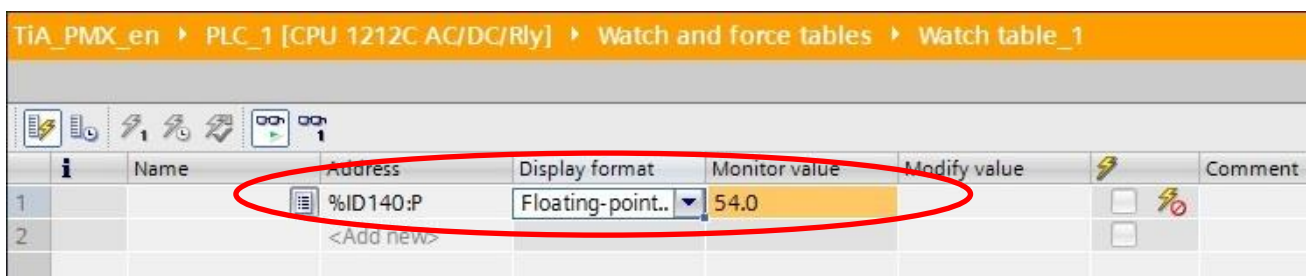 TiA_PMX_en ▸ PLC_1 [CPU 1212C AC/DC/Rly] ▸ Watch and force tables ▸ Watch table_1
i Name Address Display format Monitor value Modify value Comment
1 %ID140:P Floating-point.. 54.0
2 <Add new>